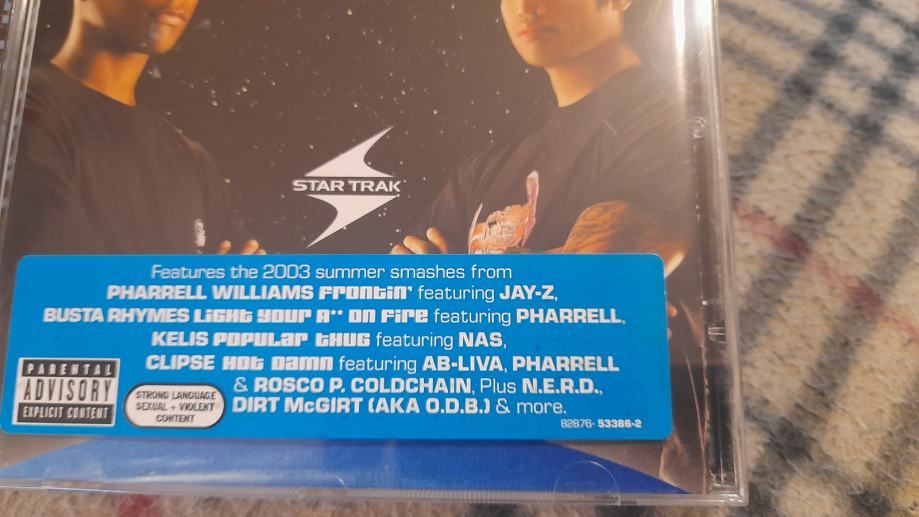 STAR TRAK
Features the 2003 summer smashes from
PHARRELL WILLIAMS FRONTIN' featuring JAY-Z,
BUSTA RHYMES LIGHT YOUR A** ON FIRE featuring PHARRELL,
KELIS POPULAR THUG featuring NAS,
CLIPSE HOT DAMN featuring AB-LIVA, PHARRELL
& ROSCO P. COLDCHAIN, Plus N.E.R.D.,
DIRT McGIRT (AKA O.D.B.) & more.
PARENTAL
ADVISORY
EXPLICIT CONTENT
STRONG LANGUAGE
SEXUAL + VIOLENT
CONTENT
82876-53386-2